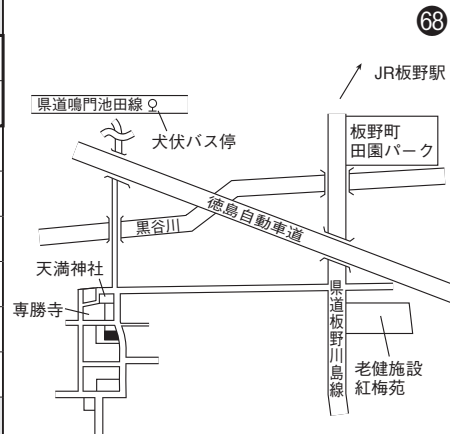 68
JR板野駅
県道鳴門池田線
犬伏バス停
板野町
田園パーク
徳島自動車道
黒谷川
天満神社
専勝寺
県道板野川島線
老健施設
紅梅苑